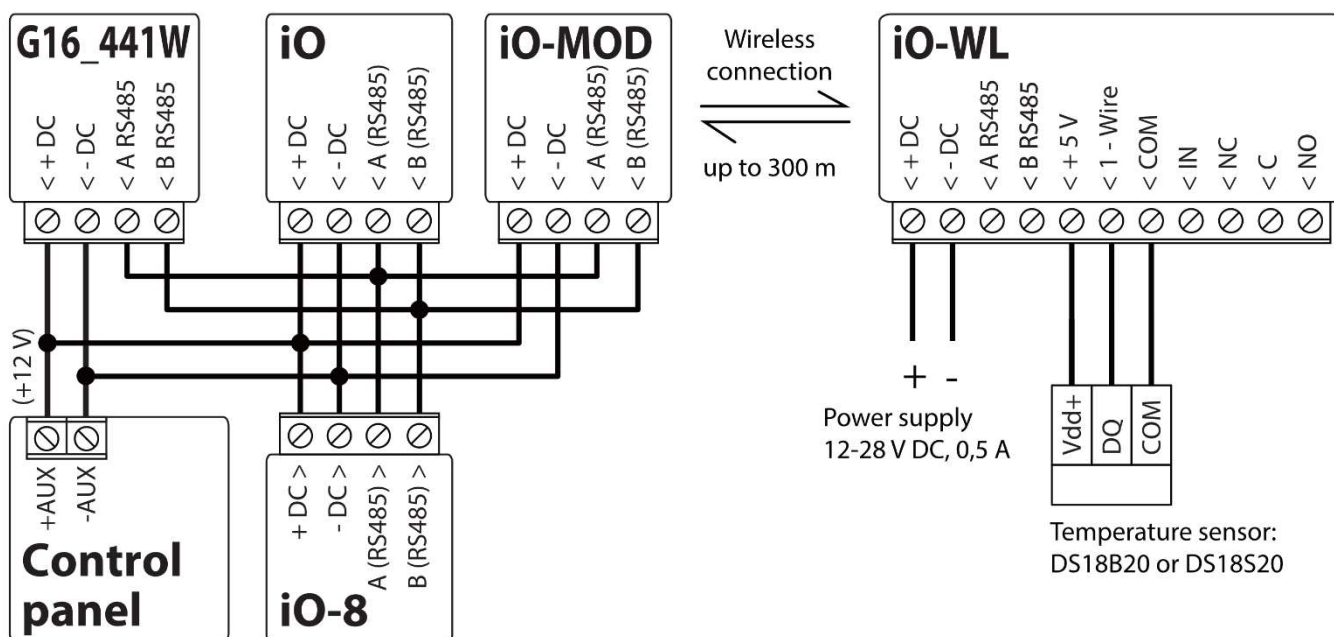 G16_441W
< + DC
< - DC
< A RS485
< B RS485
iO
< + DC
< - DC
< A (RS485)
< B (RS485)
iO-MOD
< + DC
< - DC
< A (RS485)
< B (RS485)
Wireless
connection
up to 300 m
iO-WL
< + DC
< - DC
< A RS485
< B RS485
< + 5 V
< 1 - Wire
< COM
< IN
< NC
< C
< NO
(+12 V)
+AUX
-AUX
Control
panel
+ DC >
- DC >
A (RS485) >
B (RS485) >
iO-8
+ -
Power supply
12-28 V DC, 0,5 A
Vdd+
DQ
COM
Temperature sensor:
DS18B20 or DS18S20